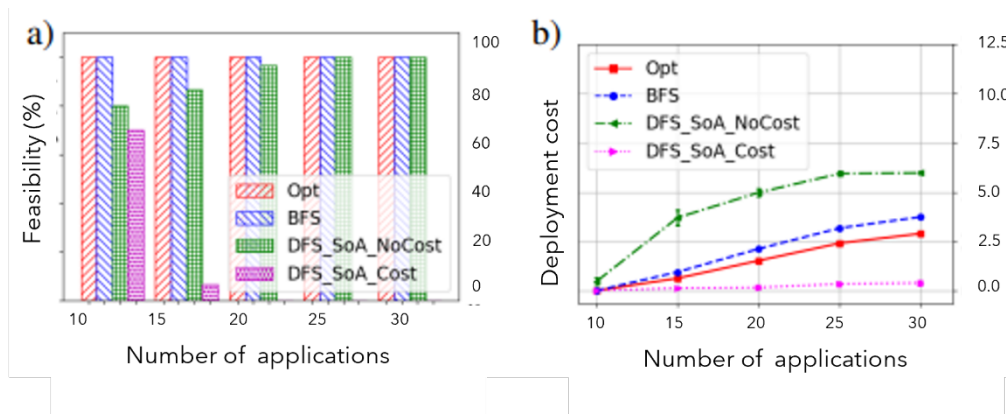 a)
100
80
60
40
20
0
Feasibility (%)
Opt
BFS
DFS_SoA_NoCost
DFS_SoA_Cost
10 15 20 25 30
Number of applications
b)
12.5
10.0
7.5
5.0
2.5
0.0
Deployment cost
Opt
BFS
DFS_SoA_NoCost
DFS_SoA_Cost
10 15 20 25 30
Number of applications